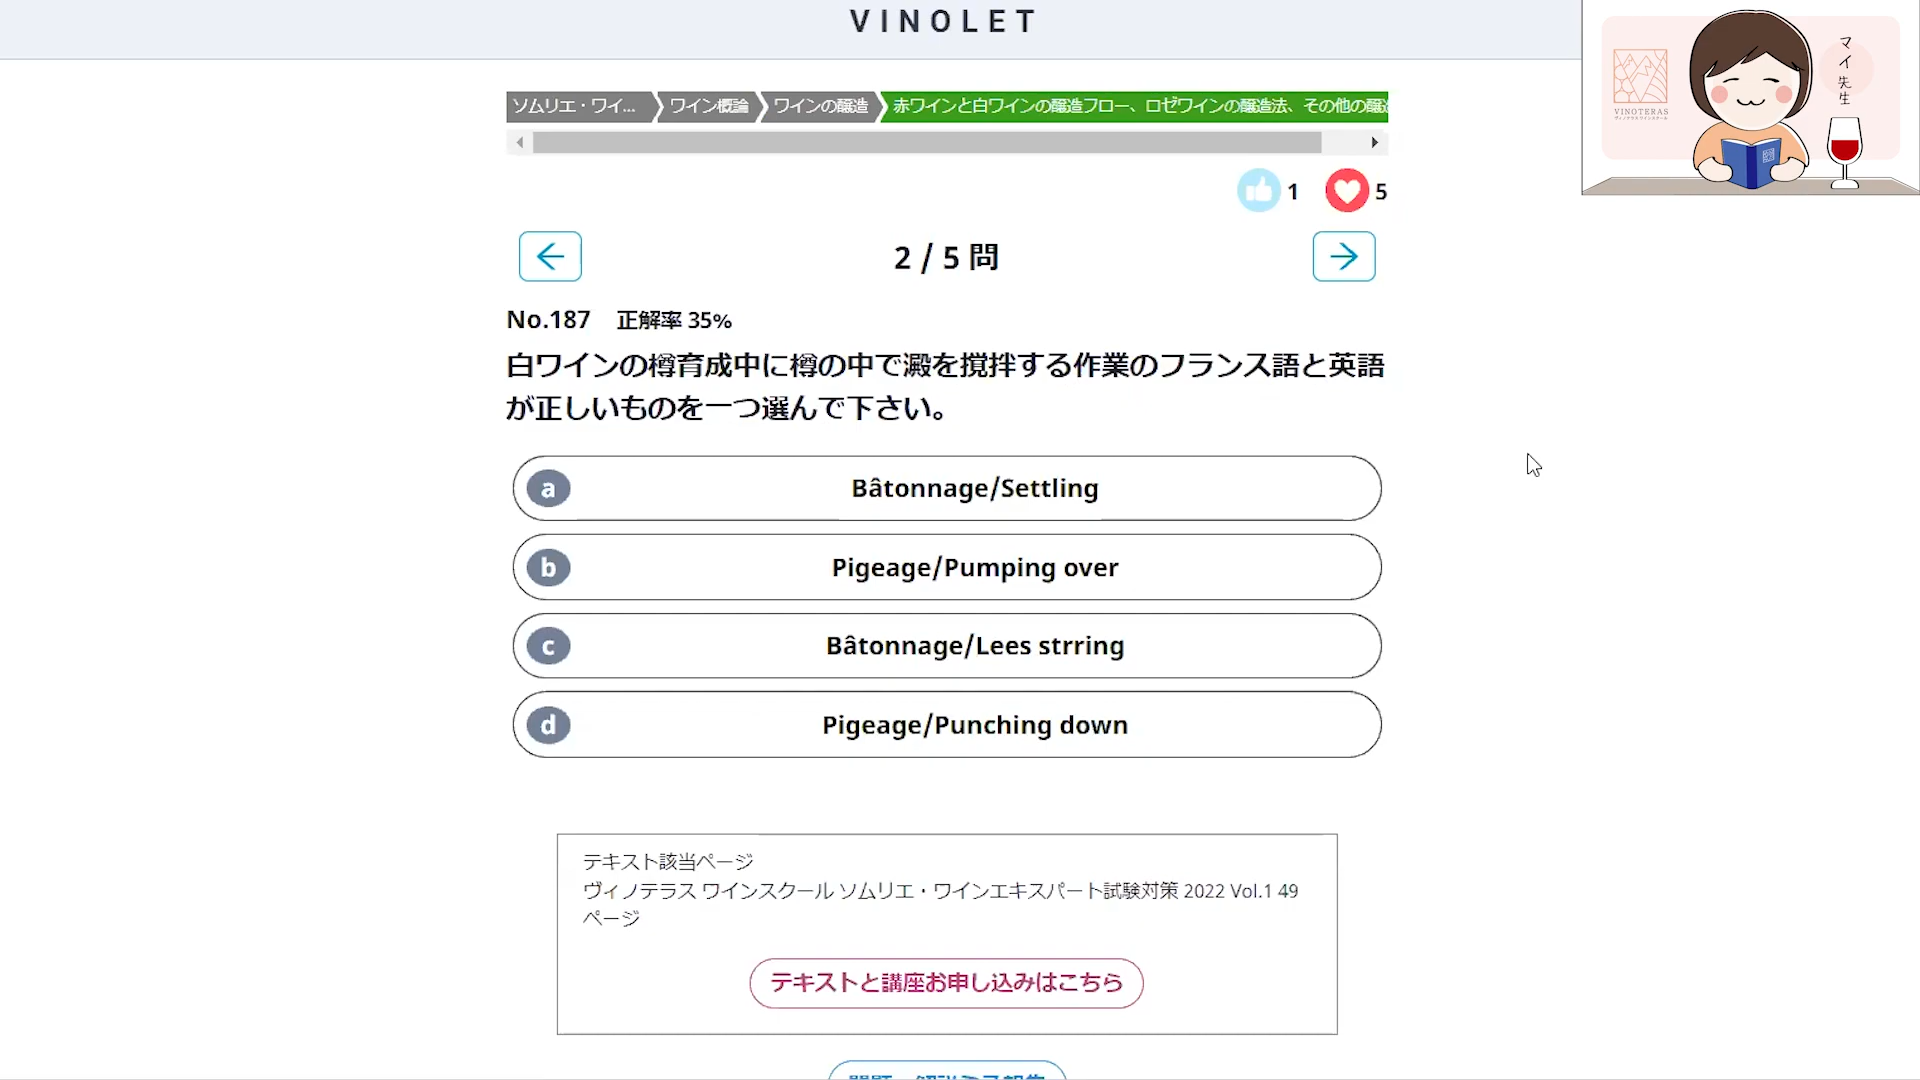 VINOLET
マイ先生
VINOTERAS
ソムリエ・ワイ... ワイン概論 ワインの醸造 赤ワインと白ワインの醸造フロー、ロゼワインの醸造法、その他の醸造
1 5
2 / 5 問
No.187 正解率 35%
白ワインの樽育成中に樽の中で澱を撹拌する作業のフランス語と英語
が正しいものを一つ選んで下さい。
a Bâtonnage/Settling
b Pigeage/Pumping over
c Bâtonnage/Lees strring
d Pigeage/Punching down
テキスト該当ページ
ヴィノテラス ワインスクール ソムリエ・ワインエキスパート試験対策 2022 Vol.1 49
ページ
テキストと講座お申し込みはこちら